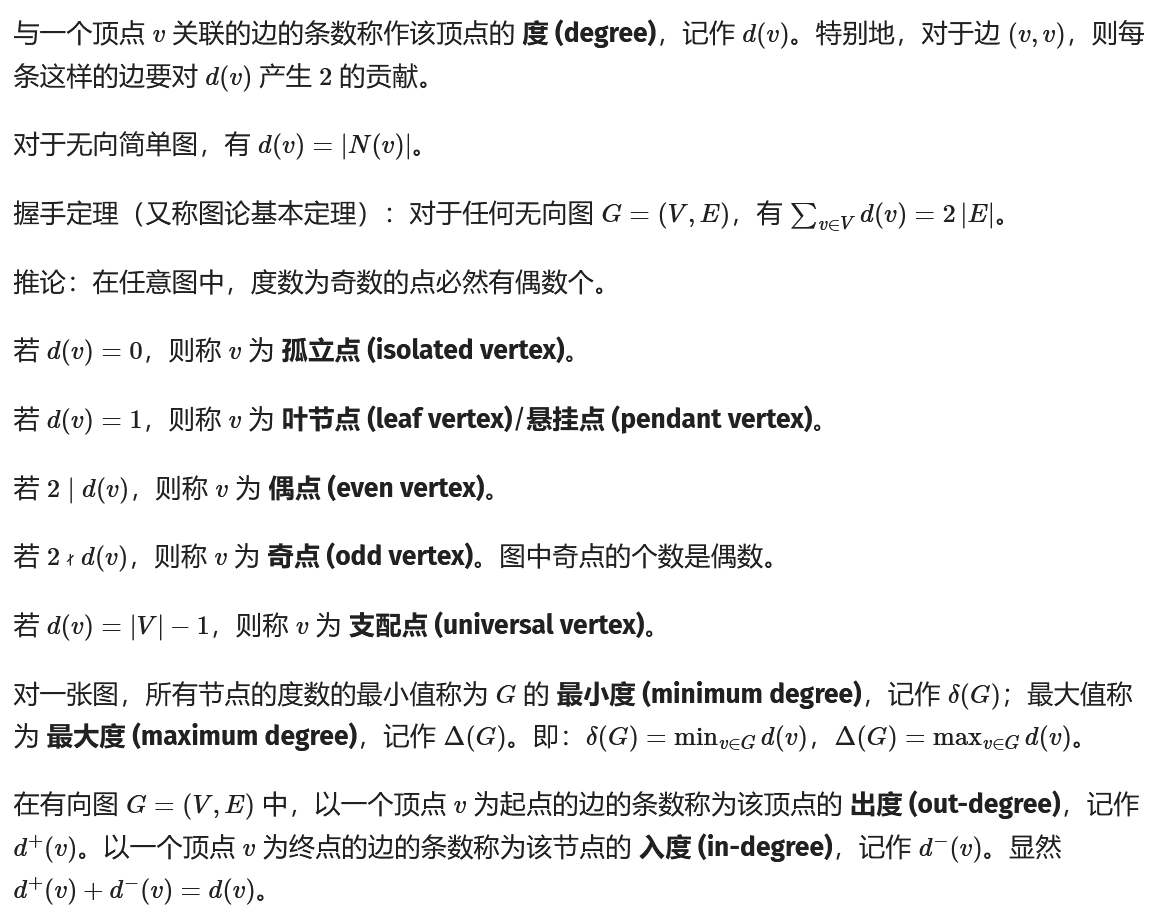 与一个顶点 v 关联的边的条数称作该顶点的 度 (degree)，记作 d(v)。特别地，对于边 (v, v)，则每
条这样的边要对 d(v) 产生 2 的贡献。
对于无向简单图，有 d(v) = |N(v)|。
握手定理（又称图论基本定理）：对于任何无向图 G = (V, E)，有 ∑_{v∈V} d(v) = 2 |E|。
推论：在任意图中，度数为奇数的点必然有偶数个。
若 d(v) = 0，则称 v 为 孤立点 (isolated vertex)。
若 d(v) = 1，则称 v 为 叶节点 (leaf vertex)/悬挂点 (pendant vertex)。
若 2 ∣ d(v)，则称 v 为 偶点 (even vertex)。
若 2 ∤ d(v)，则称 v 为 奇点 (odd vertex)。图中奇点的个数是偶数。
若 d(v) = |V| − 1，则称 v 为 支配点 (universal vertex)。
对一张图，所有节点的度数的最小值称为 G 的 最小度 (minimum degree)，记作 δ(G)；最大值称
为 最大度 (maximum degree)，记作 Δ(G)。即：δ(G) = min_{v∈G} d(v)，Δ(G) = max_{v∈G} d(v)。
在有向图 G = (V, E) 中，以一个顶点 v 为起点的边的条数称为该顶点的 出度 (out-degree)，记作
d⁺(v)。以一个顶点 v 为终点的边的条数称为该节点的 入度 (in-degree)，记作 d⁻(v)。显然
d⁺(v) + d⁻(v) = d(v)。